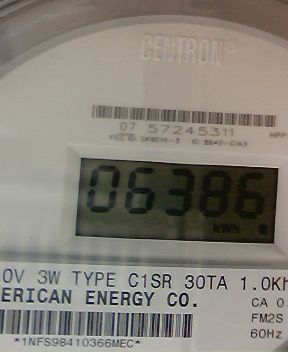 CENTRON®
07 57245311
06386
kWh
0V 3W TYPE C1SR 30TA 1.0Kh
ERICAN ENERGY CO.
CA 0
FM2S
60Hz
*1NFS98410366MEC*